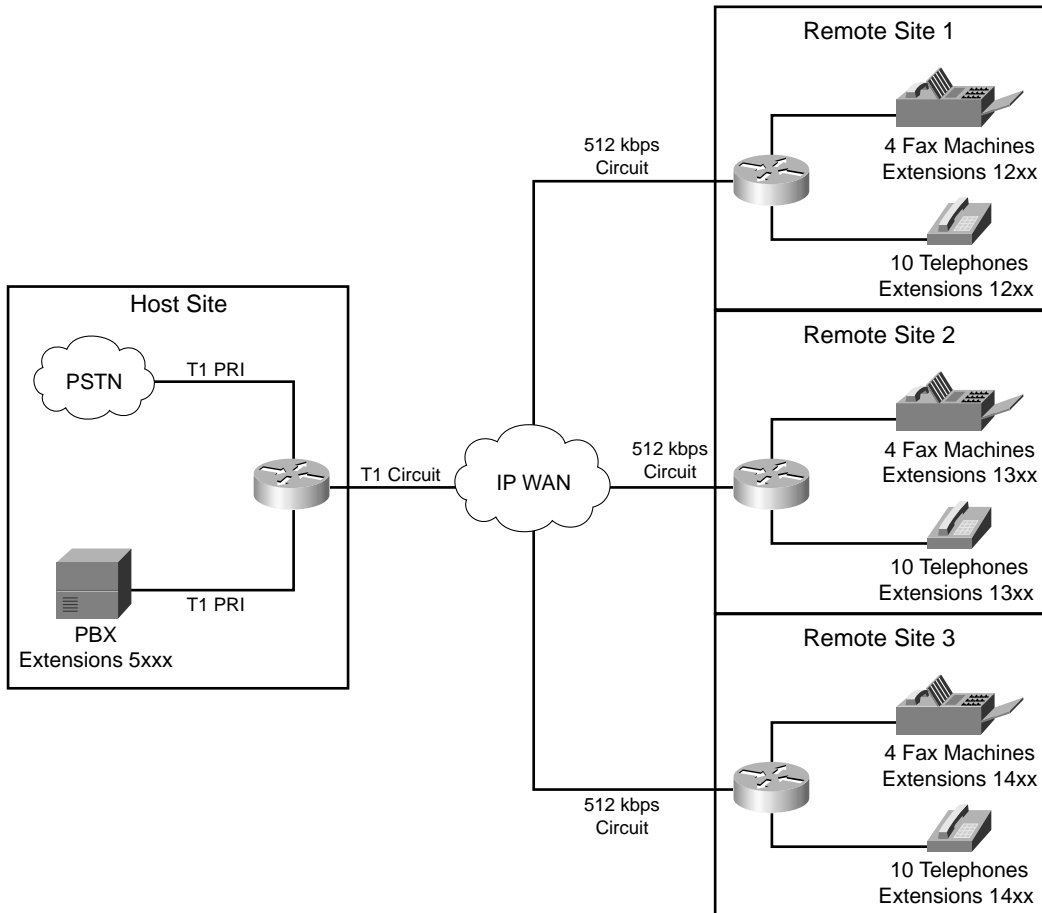 Host Site
PSTN
T1 PRI
T1 PRI
PBX
Extensions 5xxx
T1 Circuit
IP WAN
512 kbps
Circuit
512 kbps
Circuit
512 kbps
Circuit
Remote Site 1
4 Fax Machines
Extensions 12xx
10 Telephones
Extensions 12xx
Remote Site 2
4 Fax Machines
Extensions 13xx
10 Telephones
Extensions 13xx
Remote Site 3
4 Fax Machines
Extensions 14xx
10 Telephones
Extensions 14xx